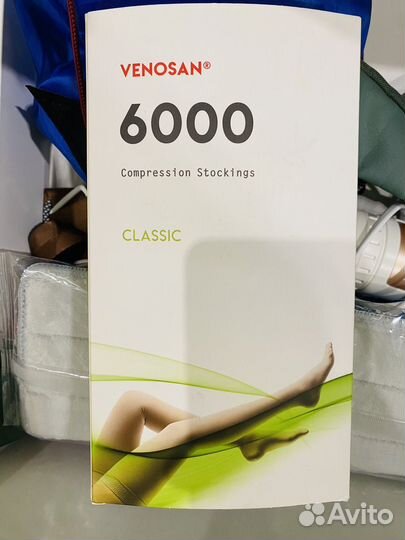 VENOSAN®
6000
Compression Stockings
CLASSIC
Avito